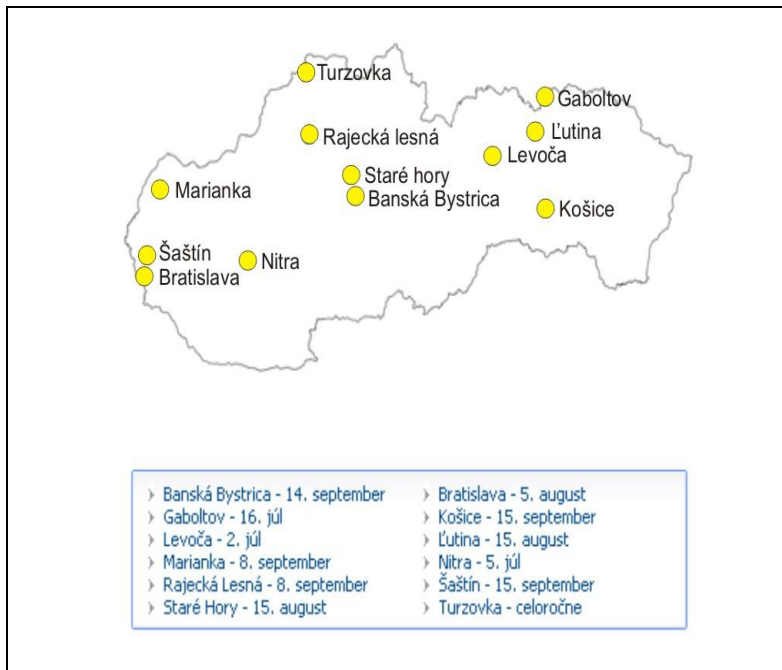 Turzovka
Gaboltov
Ľutina
Rajecká lesná
Levoča
Staré hory
Marianka
Banská Bystrica
Košice
Šaštín
Nitra
Bratislava
Banská Bystrica - 14. september
Gaboltov - 16. júl
Levoča - 2. júl
Marianka - 8. september
Rajecká Lesná - 8. september
Staré Hory - 15. august
Bratislava - 5. august
Košice - 15. september
Ľutina - 15. august
Nitra - 5. júl
Šaštín - 15. september
Turzovka - celoročne